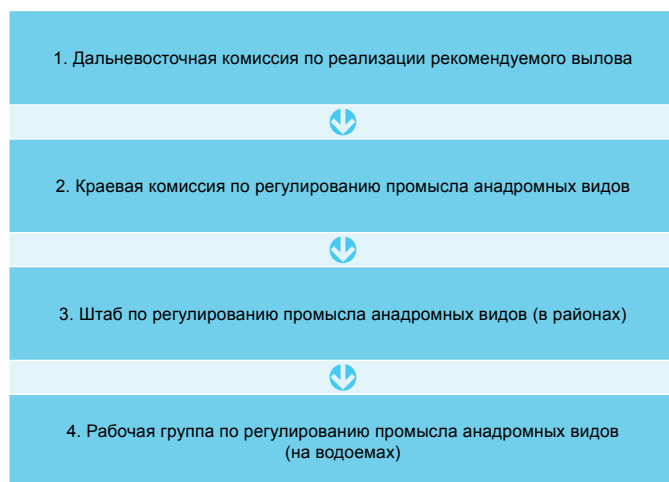 1. Дальневосточная комиссия по реализации рекомендуемого вылова
2. Краевая комиссия по регулированию промысла анадромных видов
3. Штаб по регулированию промысла анадромных видов (в районах)
4. Рабочая группа по регулированию промысла анадромных видов
(на водоемах)